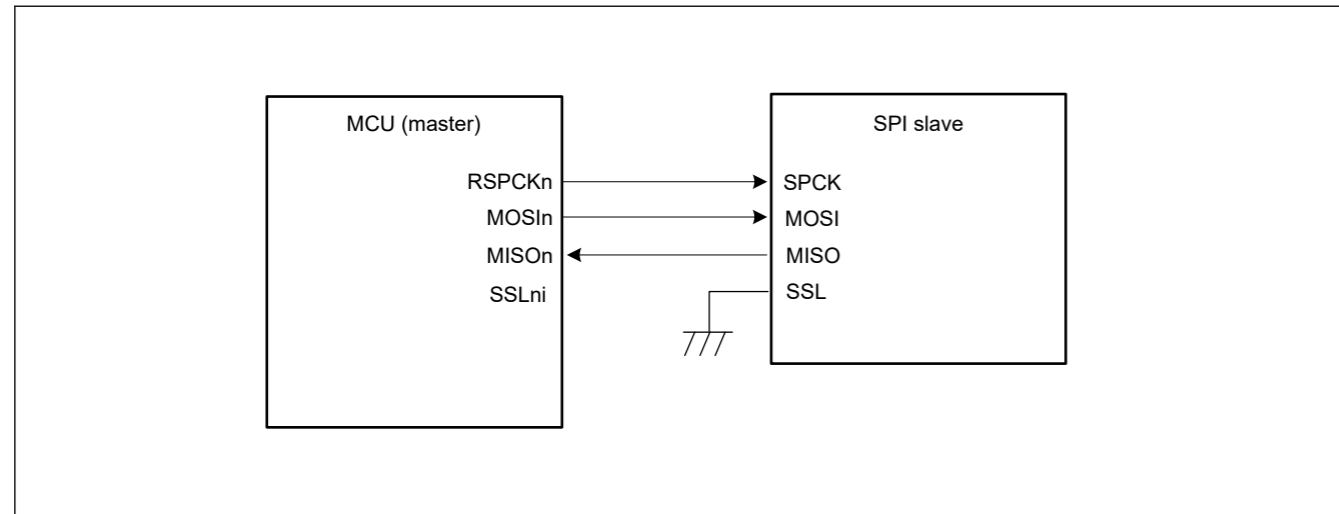 MCU (master)
SPI slave
RSPCKn
SPCK
MOSIn
MOSI
MISOn
MISO
SSLni
SSL